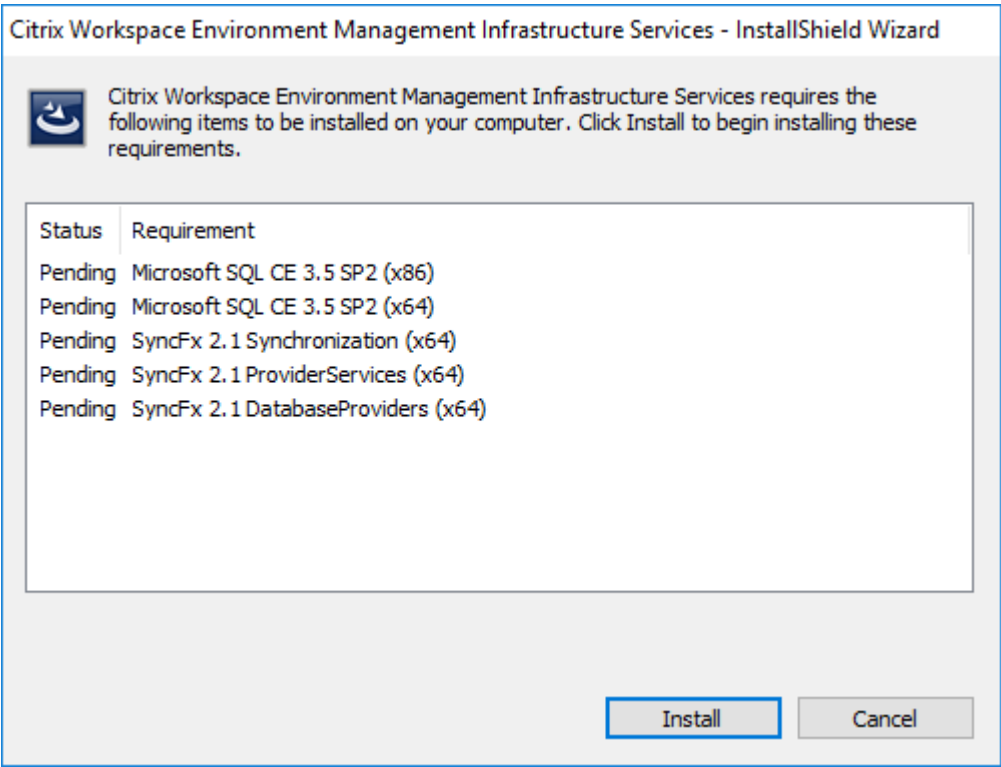 Citrix Workspace Environment Management Infrastructure Services - InstallShield Wizard
Citrix Workspace Environment Management Infrastructure Services requires the
following items to be installed on your computer. Click Install to begin installing these
requirements.
Status Requirement
Pending Microsoft SQL CE 3.5 SP2 (x86)
Pending Microsoft SQL CE 3.5 SP2 (x64)
Pending SyncFx 2.1 Synchronization (x64)
Pending SyncFx 2.1 ProviderServices (x64)
Pending SyncFx 2.1 DatabaseProviders (x64)
Install Cancel